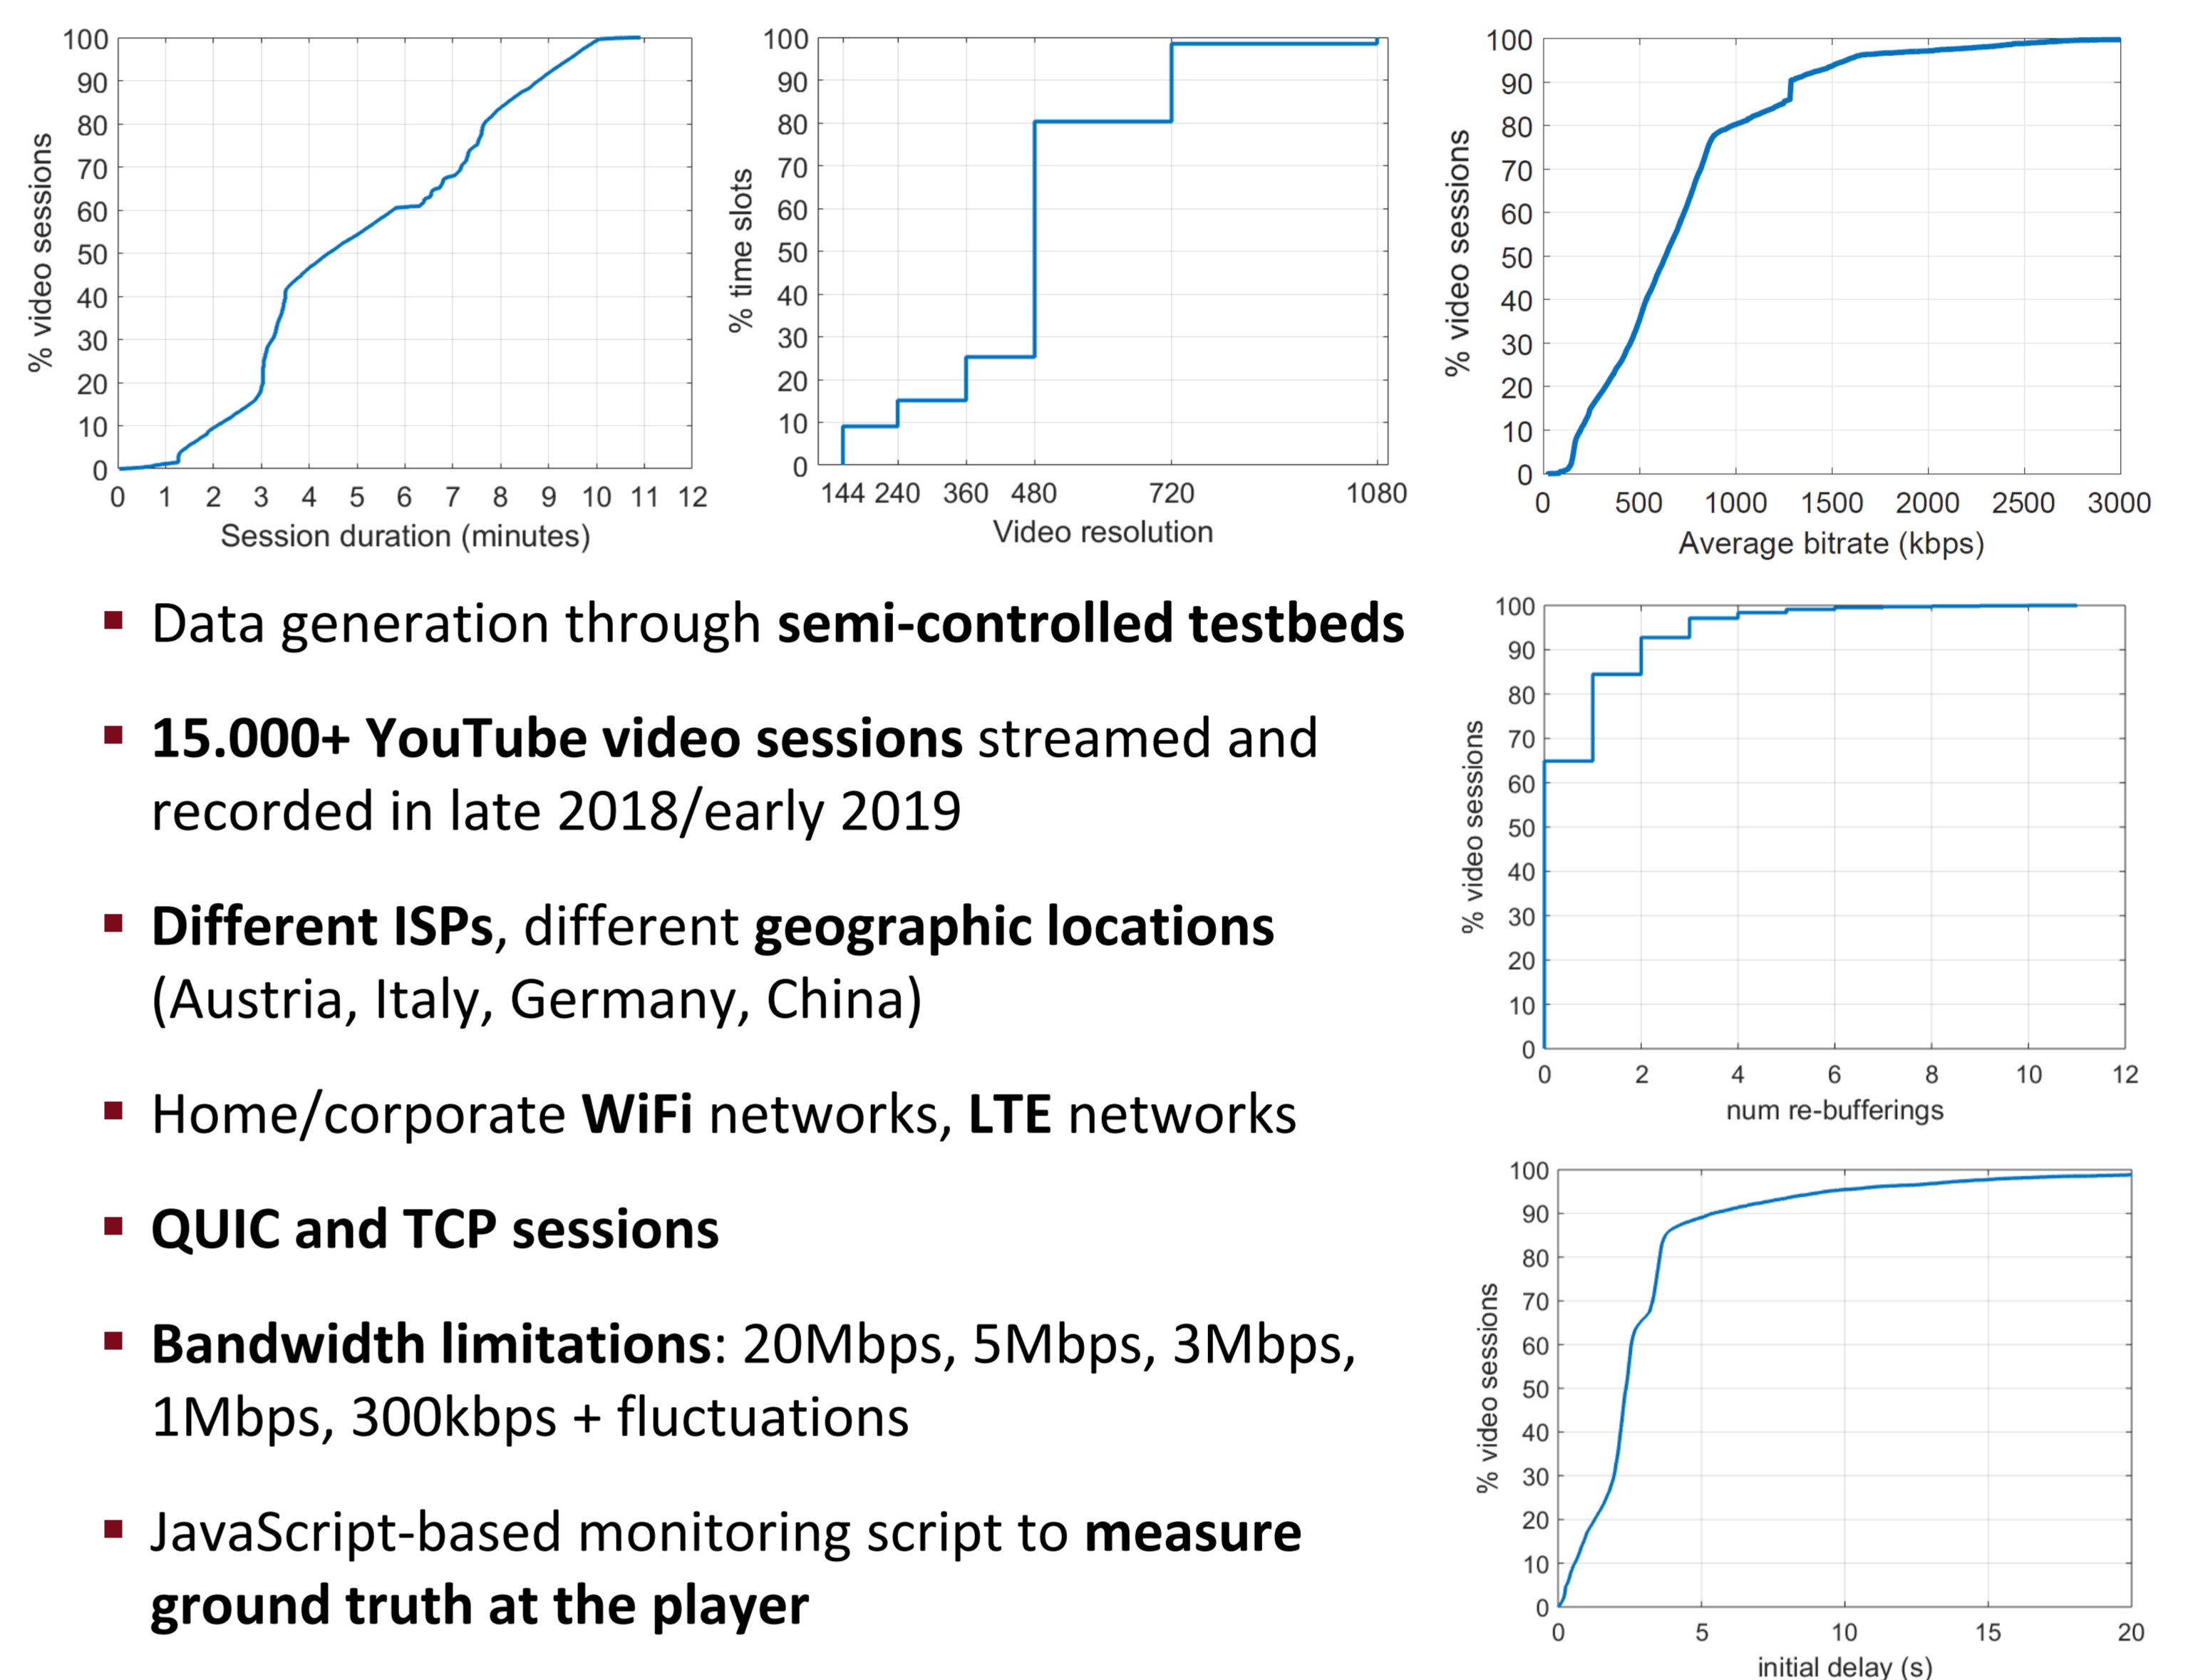 100
90
80
70
60
50
40
30
20
10
0
% video sessions
0 1 2 3 4 5 6 7 8 9 10 11 12
Session duration (minutes)
100
90
80
70
60
50
40
30
20
10
0
% time slots
144 240 360 480 720 1080
Video resolution
100
90
80
70
60
50
40
30
20
10
0
% video sessions
0 500 1000 1500 2000 2500 3000
Average bitrate (kbps)
Data generation through semi-controlled testbeds
15.000+ YouTube video sessions streamed and
recorded in late 2018/early 2019
Different ISPs, different geographic locations
(Austria, Italy, Germany, China)
Home/corporate WiFi networks, LTE networks
QUIC and TCP sessions
Bandwidth limitations: 20Mbps, 5Mbps, 3Mbps,
1Mbps, 300kbps + fluctuations
JavaScript-based monitoring script to measure
ground truth at the player
100
90
80
70
60
50
40
30
20
10
0
% video sessions
0 2 4 6 8 10 12
num re-bufferings
100
90
80
70
60
50
40
30
20
10
0
% video sessions
0 5 10 15 20
initial delay (s)